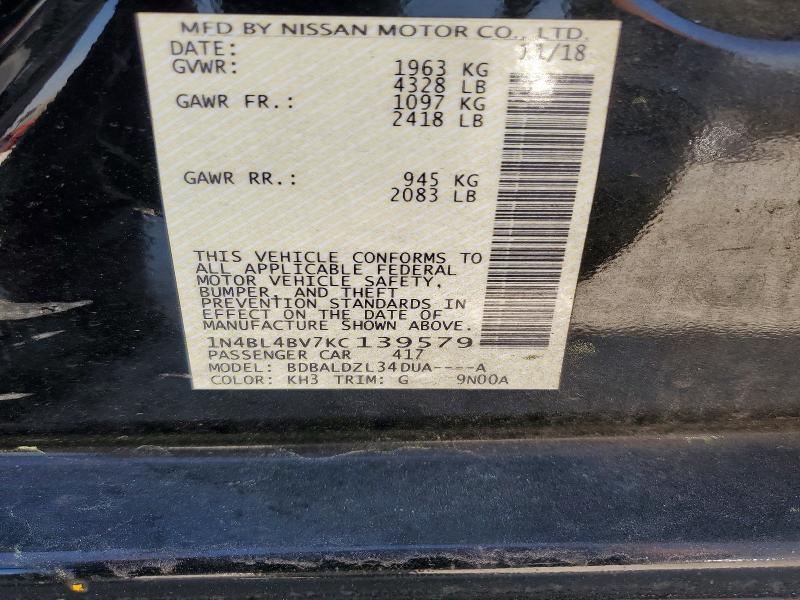 MFD BY NISSAN MOTOR CO., LTD.
DATE: 11/18
GVWR: 1963 KG
4328 LB
GAWR FR.: 1097 KG
2418 LB
GAWR RR.: 945 KG
2083 LB
THIS VEHICLE CONFORMS TO
ALL APPLICABLE FEDERAL
MOTOR VEHICLE SAFETY,
BUMPER, AND THEFT
PREVENTION STANDARDS IN
EFFECT ON THE DATE OF
MANUFACTURE SHOWN ABOVE.
1N4BL4BV7KC139579
PASSENGER CAR 417
MODEL: BDBALDZL34DUA----A
COLOR: KH3 TRIM: G 9N00A